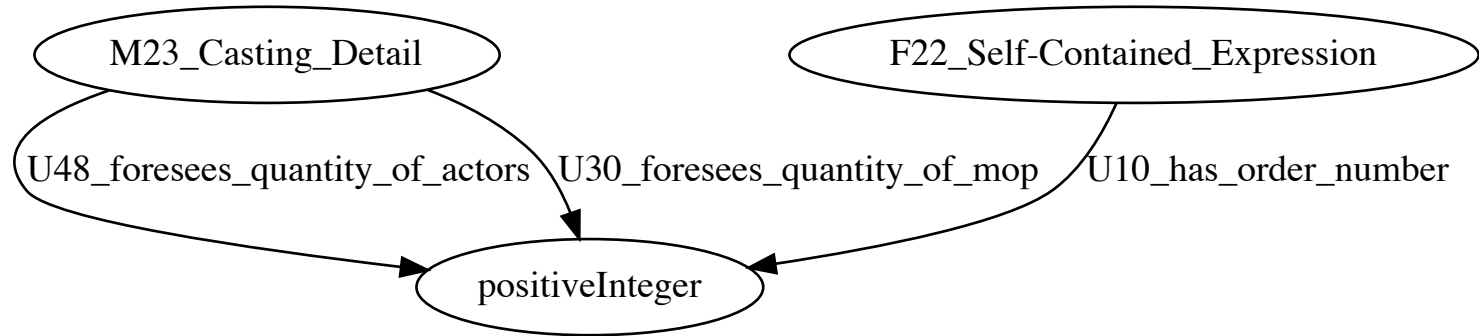 M23_Casting_Detail
F22_Self-Contained_Expression
U48_foresees_quantity_of_actors
U30_foresees_quantity_of_mop
U10_has_order_number
positiveInteger